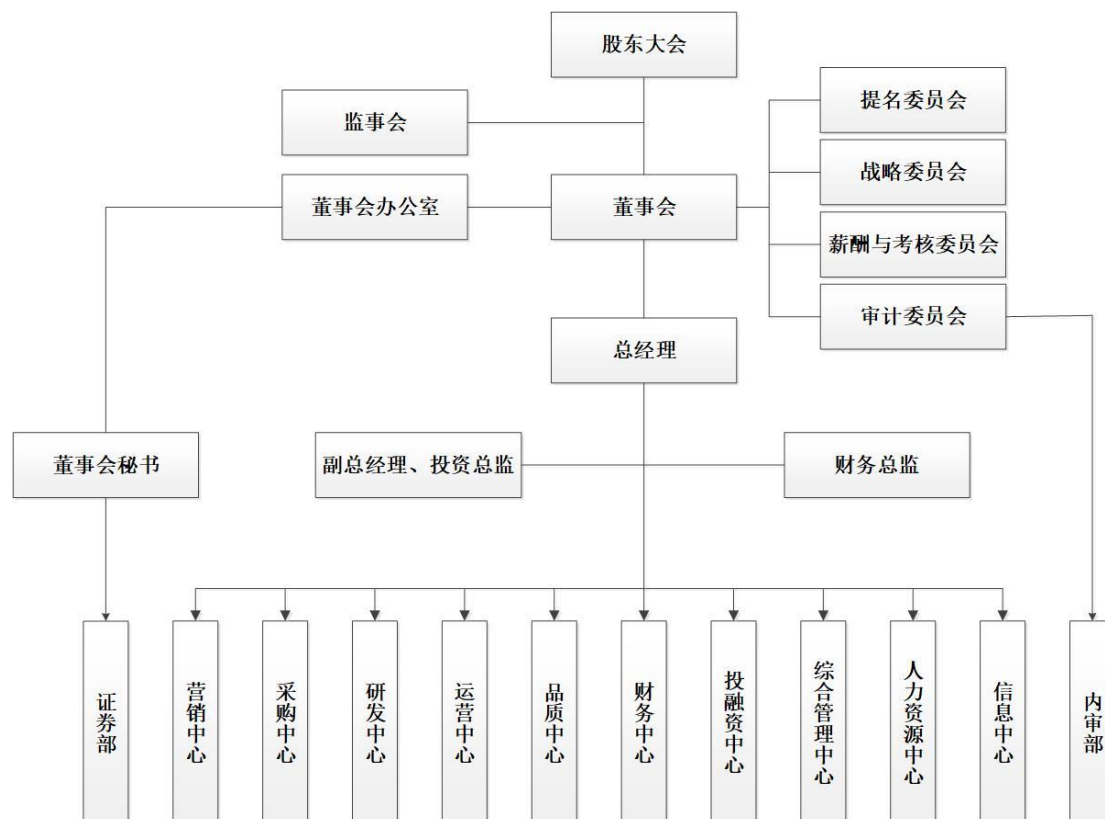 股东大会
监事会
提名委员会
战略委员会
董事会办公室
董事会
薪酬与考核委员会
审计委员会
总经理
董事会秘书
副总经理、投资总监
财务总监
证券部
营销中心
采购中心
研发中心
运营中心
品质中心
财务中心
投融资中心
综合管理中心
人力资源中心
信息中心
内审部